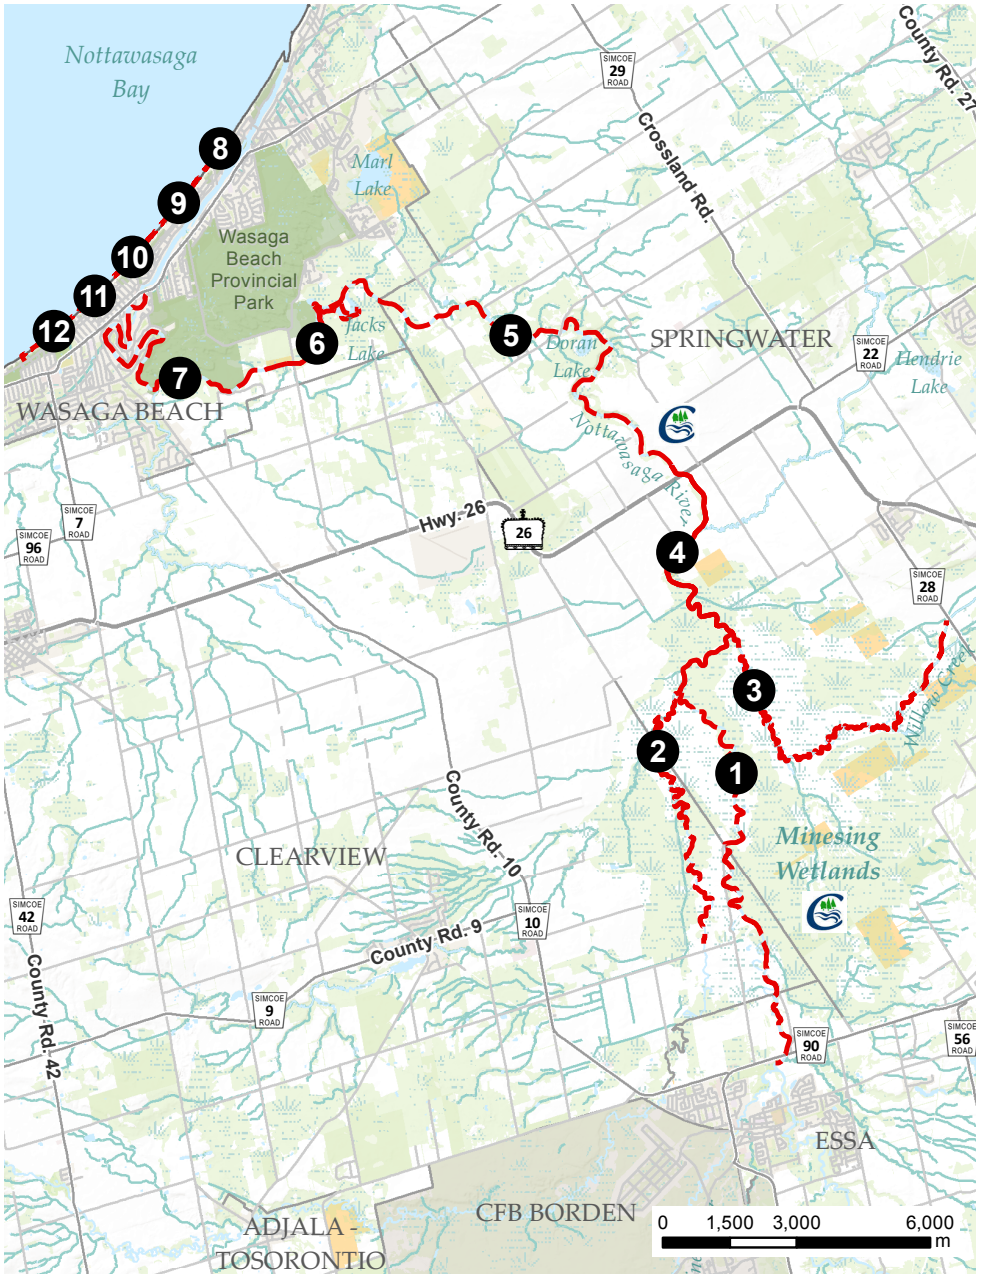 County Rd. 27
Nottawasaga
Bay
SIMCOE
29
ROAD
Crossland Rd.
8
Marl
Lake
9
Wasaga
Beach
Provincial
Park
10
11
12
Jacks
Lake
6
5
Doran
Lake
SPRINGWATER
SIMCOE
22
ROAD
Hendrie
Lake
7
WASAGA BEACH
Nottawasaga River
SIMCOE
7
ROAD
SIMCOE
96
ROAD
Hwy. 26
26
4
SIMCOE
28
ROAD
Willow Creek
3
2
1
County Rd. 10
CLEARVIEW
Minesing
Wetlands
SIMCOE
42
ROAD
SIMCOE
10
ROAD
County Rd. 9
County Rd. 42
SIMCOE
9
ROAD
SIMCOE
90
ROAD
SIMCOE
56
ROAD
ESSA
CFB BORDEN
ADJALA -
TOSORONTIO
0 1,500 3,000 6,000
m